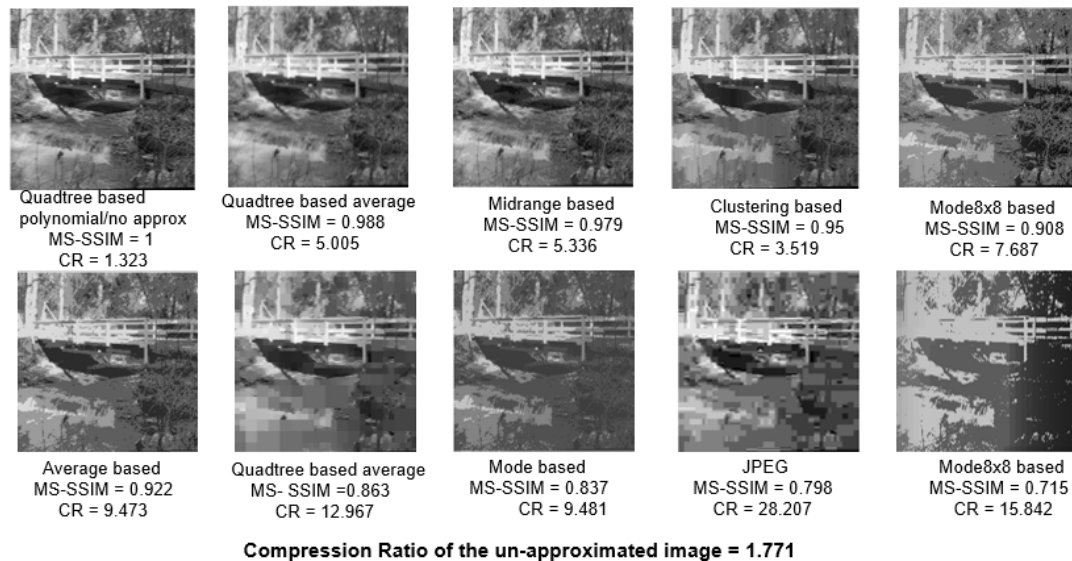 Quadtree based
polynomial/no approx
MS-SSIM = 1
CR = 1.323
Quadtree based average
MS-SSIM = 0.988
CR = 5.005
Midrange based
MS-SSIM = 0.979
CR = 5.336
Clustering based
MS-SSIM = 0.95
CR = 3.519
Mode8x8 based
MS-SSIM = 0.908
CR = 7.687
Average based
MS-SSIM = 0.922
CR = 9.473
Quadtree based average
MS- SSIM =0.863
CR = 12.967
Mode based
MS-SSIM = 0.837
CR = 9.481
JPEG
MS-SSIM = 0.798
CR = 28.207
Mode8x8 based
MS-SSIM = 0.715
CR = 15.842
Compression Ratio of the un-approximated image = 1.771